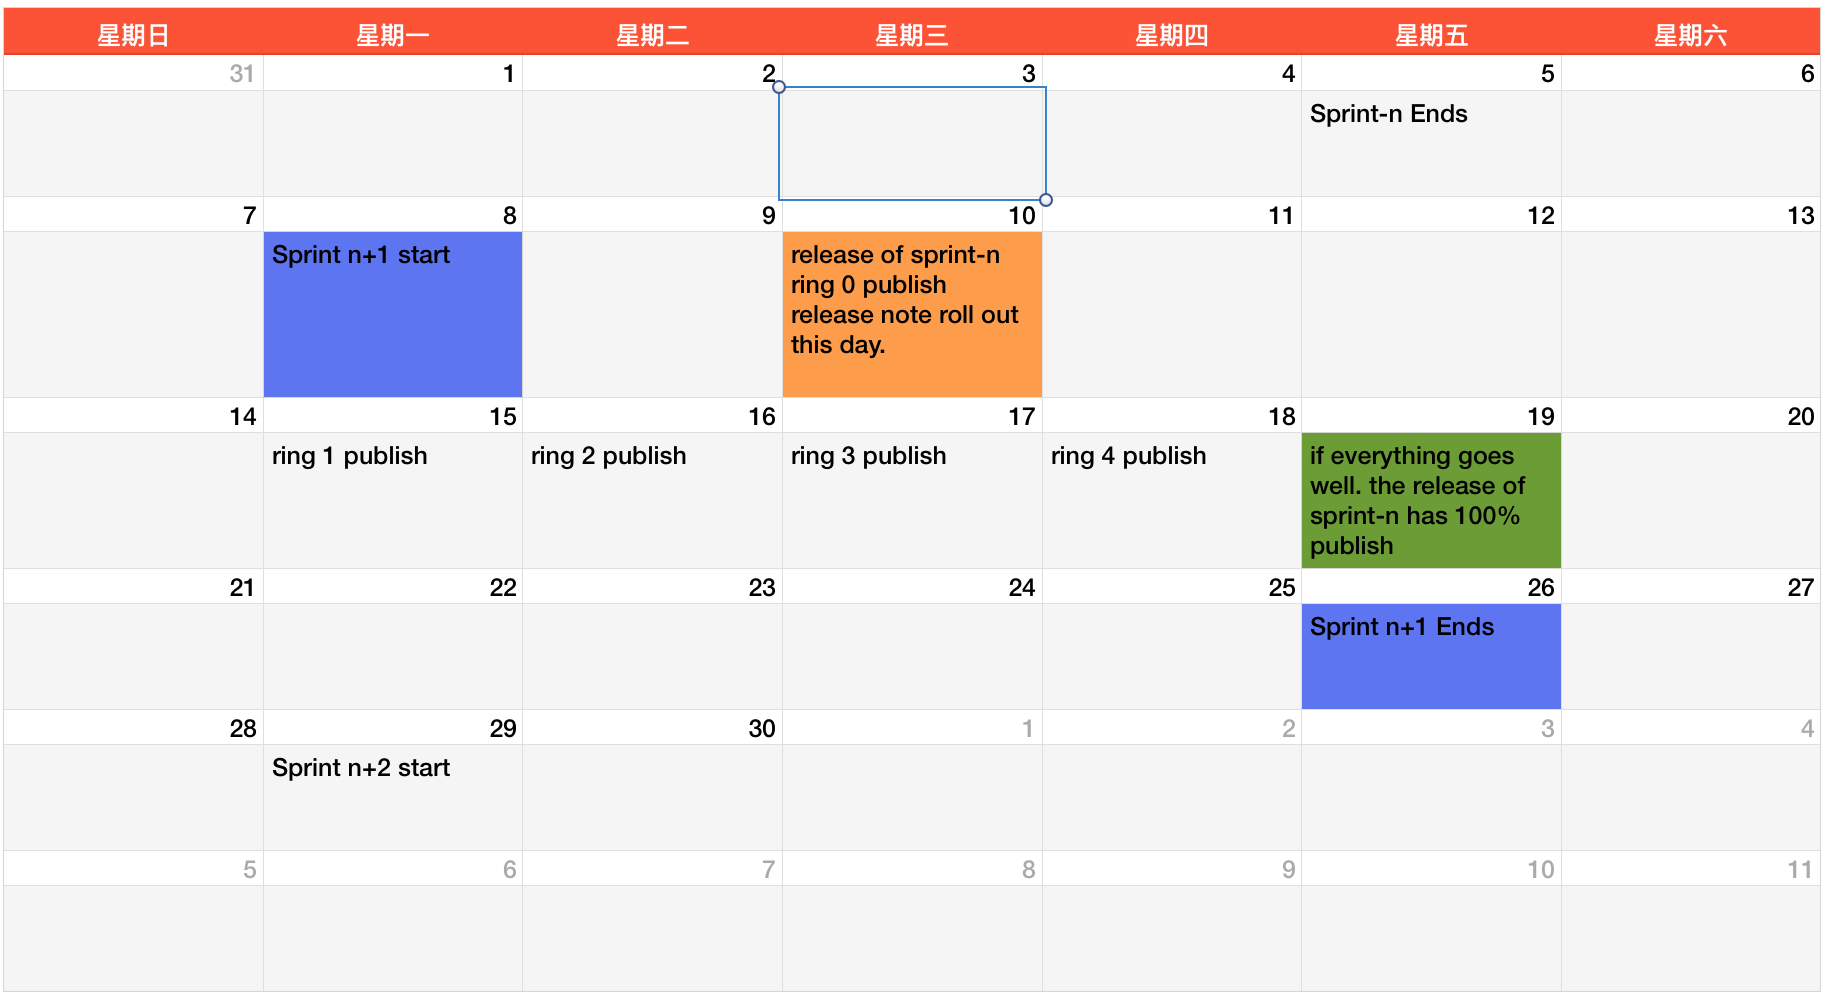 星期日 星期一 星期二 星期三 星期四 星期五 星期六
31 1 2 3 4 5 6
Sprint-n Ends
7 8 9 10 11 12 13
Sprint n+1 start
release of sprint-n
ring 0 publish
release note roll out
this day.
14 15 16 17 18 19 20
ring 1 publish
ring 2 publish
ring 3 publish
ring 4 publish
if everything goes
well. the release of
sprint-n has 100%
publish
21 22 23 24 25 26 27
Sprint n+1 Ends
28 29 30 1 2 3 4
Sprint n+2 start
5 6 7 8 9 10 11